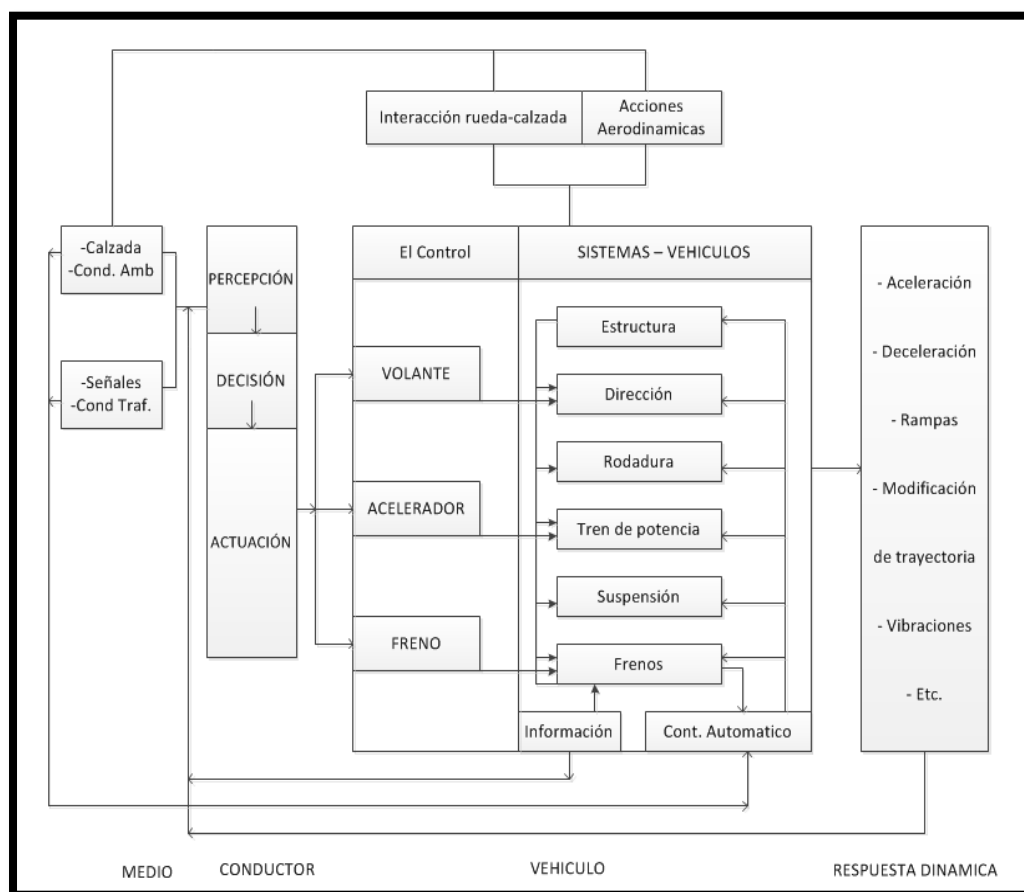 Interacción rueda-calzada
Acciones
Aerodinamicas
-Calzada
-Cond. Amb
-Señales
-Cond Traf.
PERCEPCIÓN
DECISIÓN
ACTUACIÓN
El Control
VOLANTE
ACELERADOR
FRENO
SISTEMAS – VEHICULOS
Estructura
Dirección
Rodadura
Tren de potencia
Suspensión
Frenos
Información
Cont. Automatico
- Aceleración
- Deceleración
- Rampas
- Modificación
de trayectoria
- Vibraciones
- Etc.
MEDIO
CONDUCTOR
VEHICULO
RESPUESTA DINAMICA